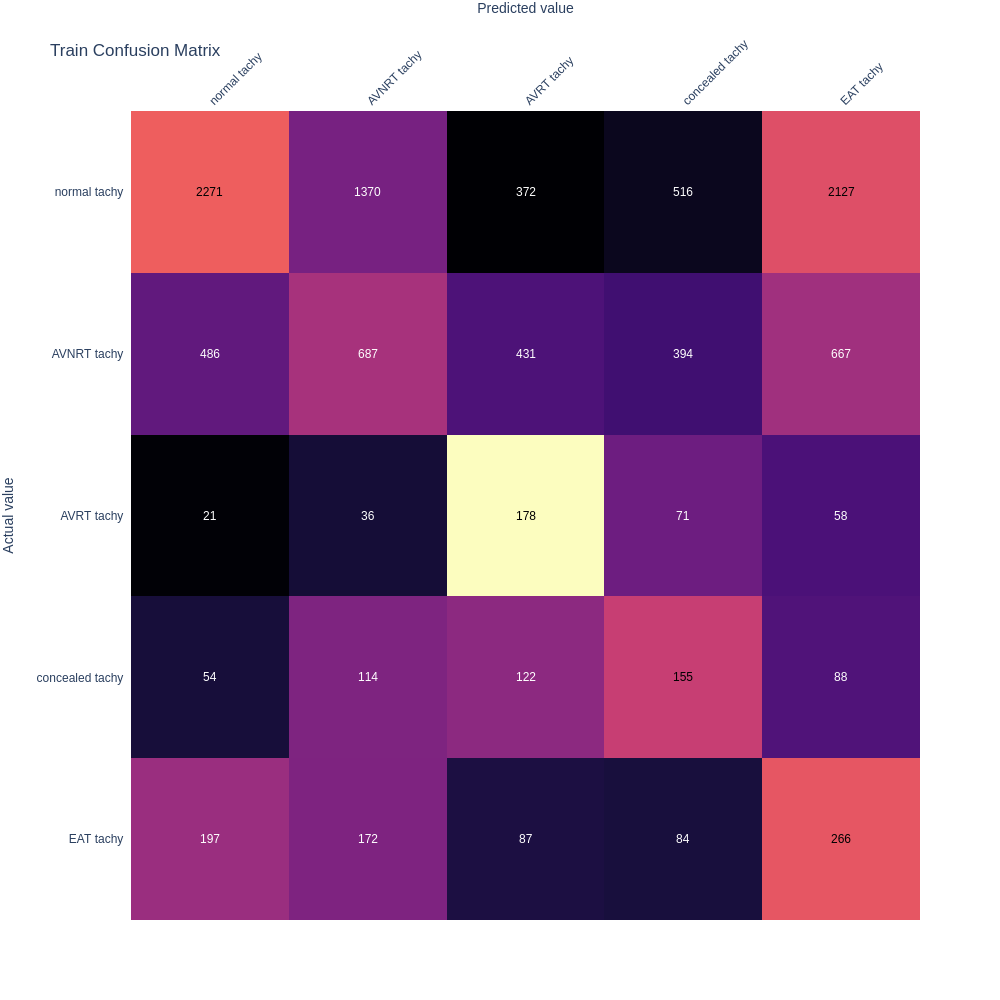 Predicted value
Train Confusion Matrix
normal tachy AVNRT tachy AVRT tachy concealed tachy EAT tachy
normal tachy 2271 1370 372 516 2127
AVNRT tachy 486 687 431 394 667
Actual value
AVRT tachy 21 36 178 71 58
concealed tachy 54 114 122 155 88
EAT tachy 197 172 87 84 266